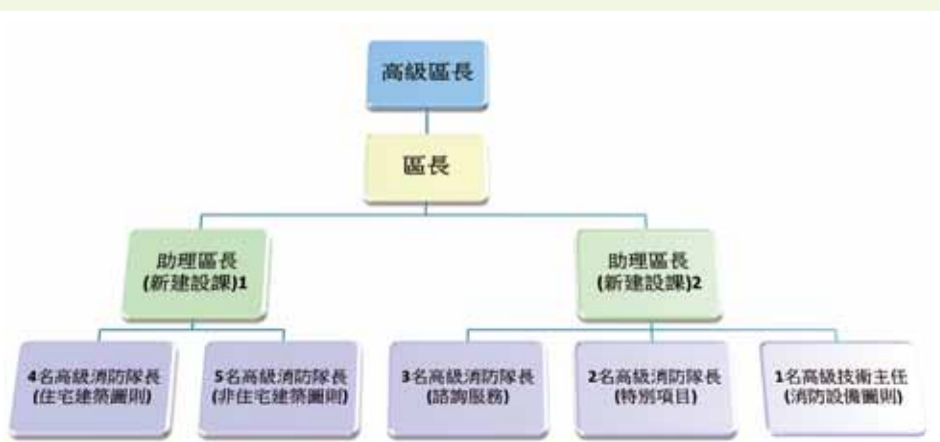 高級區長
區長
助理區長
(新建設課)1
助理區長
(新建設課)2
4名高級消防隊長
(住宅建築圖則)
5名高級消防隊長
(非住宅建築圖則)
3名高級消防隊長
(諮詢服務)
2名高級消防隊長
(特別項目)
1名高級技術主任
(消防設備圖則)